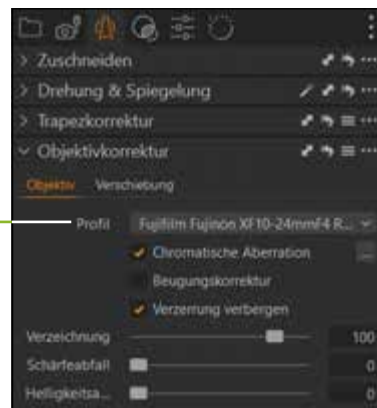 Zuschneiden
Drehung & Spiegelung
Trapezkorrektur
Objektivkorrektur
Objektiv Verschiebung
Profil Fujifilm Fujinon XF10-24mmF4 R...
Chromatische Aberration ...
Beugungskorrektur
Verzerrung verbergen
Verzeichnung 100
Schärfeabfall 0
Helligkeitsa... 0